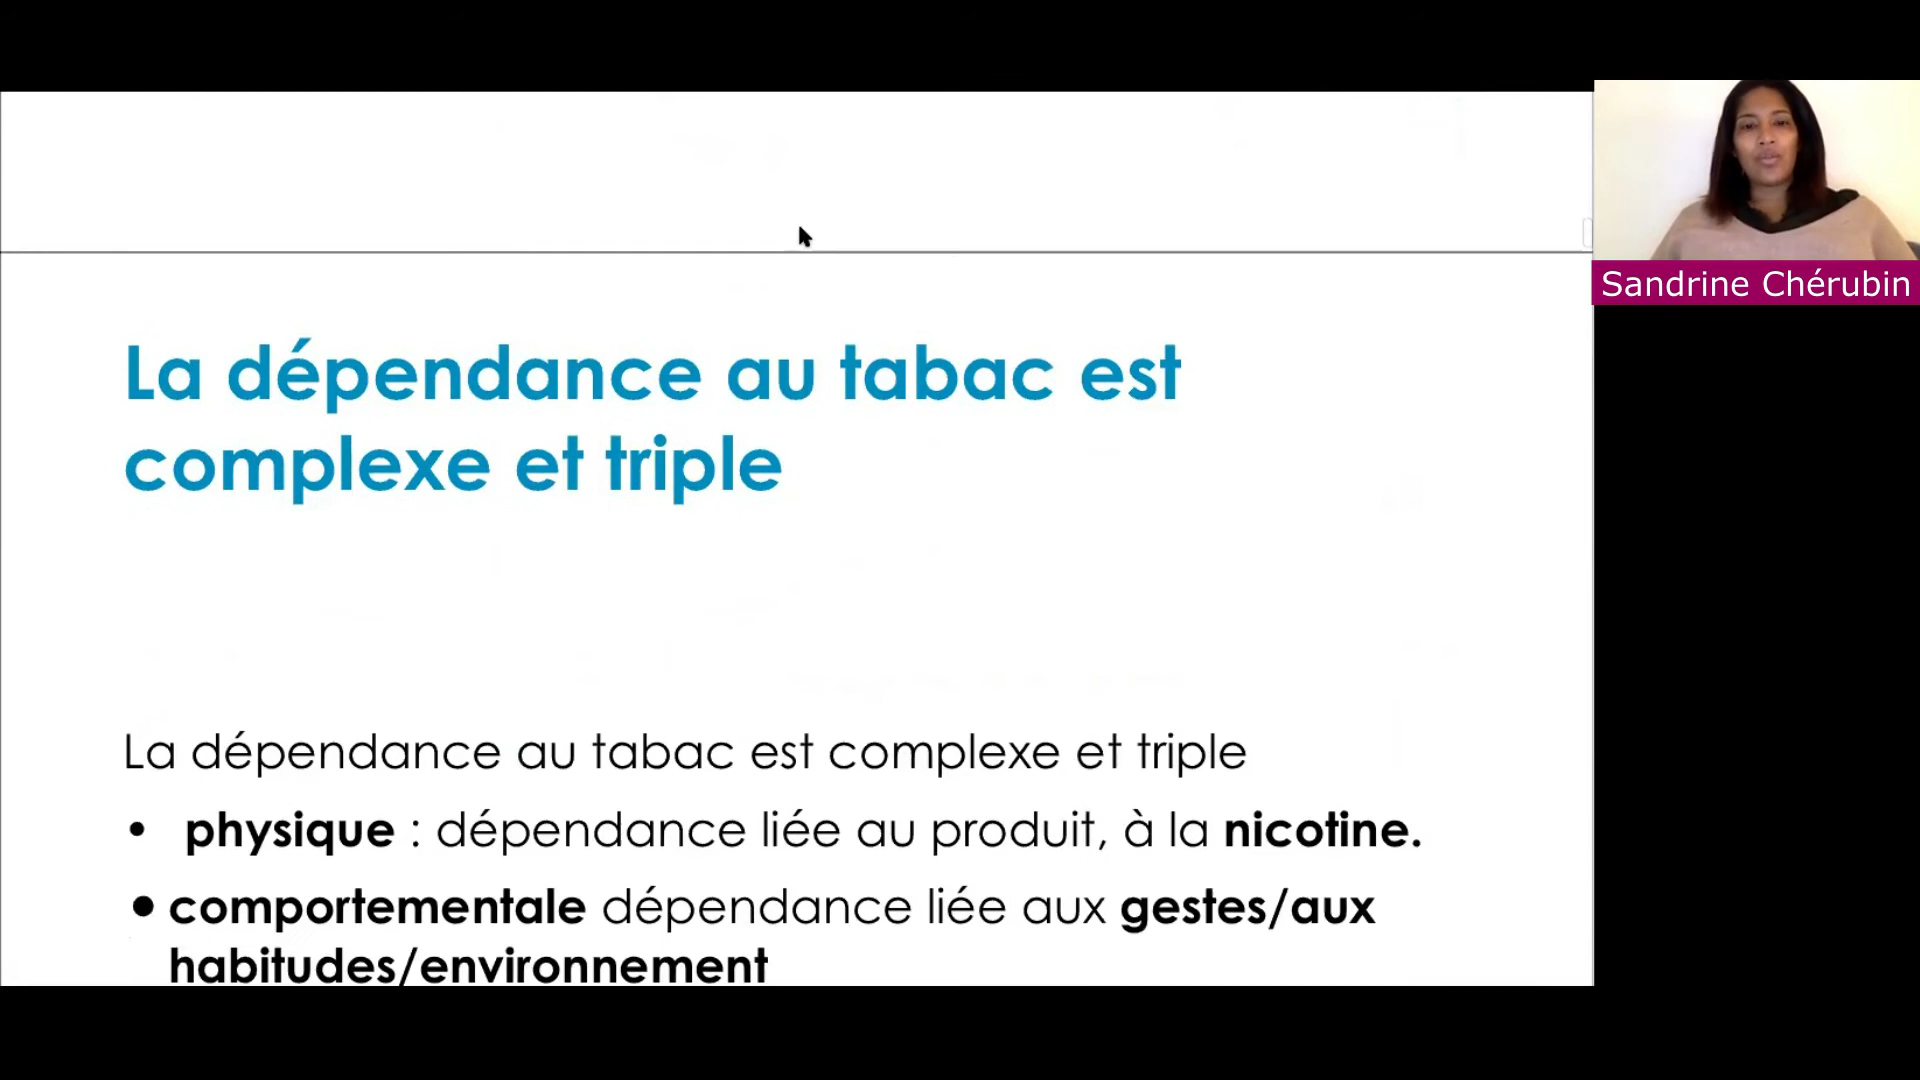 Sandrine Chérubin
La dépendance au tabac est
complexe et triple
La dépendance au tabac est complexe et triple
• physique : dépendance liée au produit, à la nicotine.
• comportementale dépendance liée aux gestes/aux
habitudes/environnement